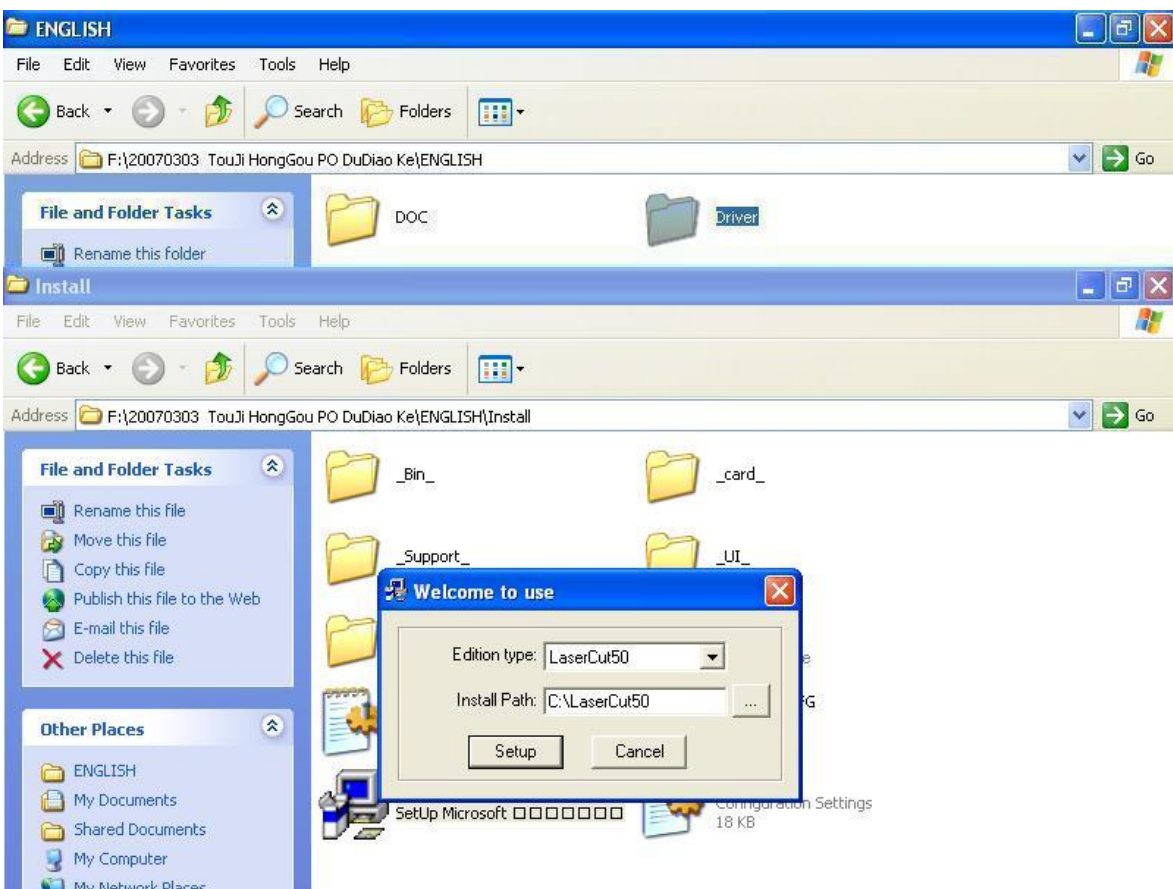 ENGLISH
File Edit View Favorites Tools Help
Back Search Folders
Address F:\20070303 TouJi HongGou PO DuDiao Ke\ENGLISH Go
File and Folder Tasks
DOC Driver
Rename this folder
Install
File Edit View Favorites Tools Help
Back Search Folders
Address F:\20070303 TouJi HongGou PO DuDiao Ke\ENGLISH\Install Go
File and Folder Tasks
_Bin_ _card_
Rename this file
Move this file
Copy this file
_Support_ _UI_
Publish this file to the Web
E-mail this file
Delete this file
Welcome to use
Edition type: LaserCut50
Install Path: C:\LaserCut50 ...
Setup Cancel
Other Places
ENGLISH
My Documents
Shared Documents
My Computer
My Network Places
SetUp Microsoft □□□□□□□
Configuration Settings
18 KB